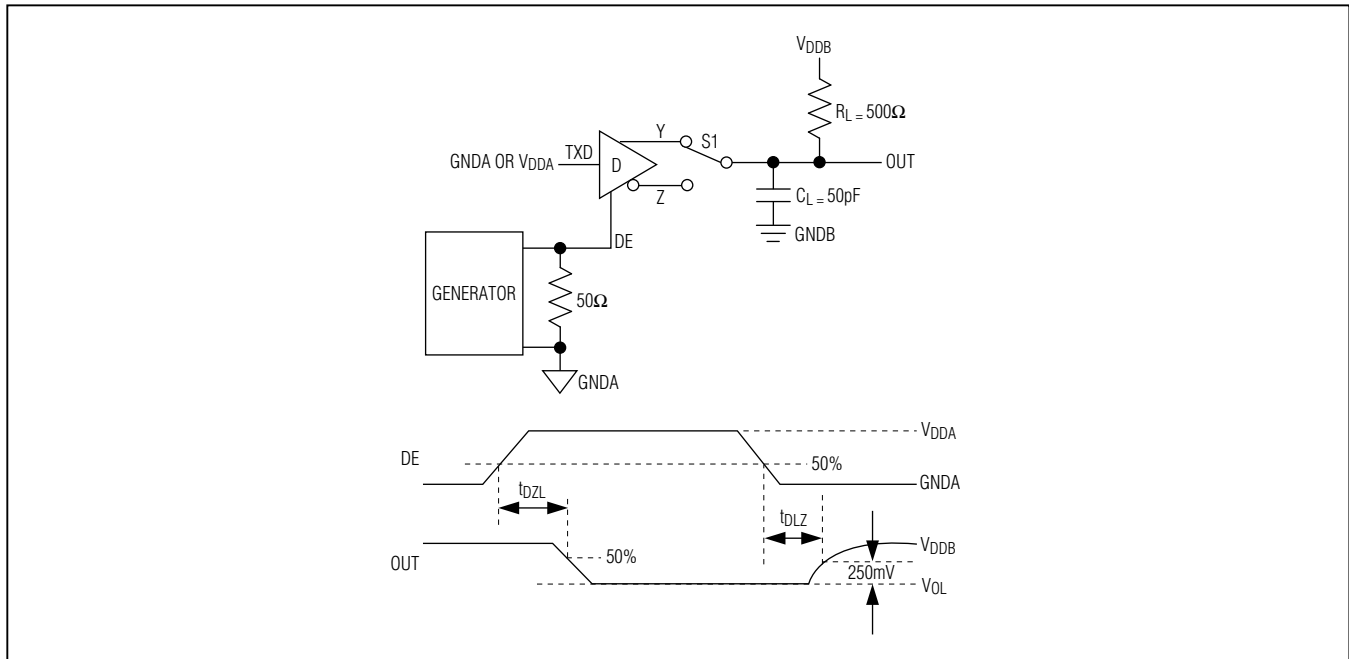 VDDB
RL = 500Ω
Y
S1
TXD
GNDA OR VDDA
D
OUT
Z
CL = 50pF
GNDB
DE
GENERATOR
50Ω
GNDA
VDDA
DE
50%
GNDA
tDZL
tDLZ
VDDB
OUT
50%
250mV
VOL